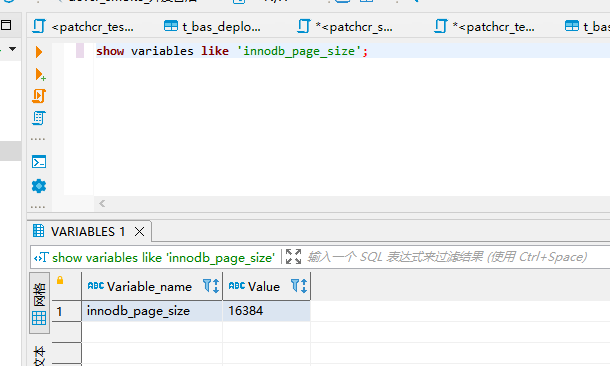 <patchcr_tes...
t_bas_deplo...
*<patchcr_s...
*<patchcr_te...
t_bas
show variables like 'innodb_page_size';
VARIABLES 1
show variables like 'innodb_page_size'
输入一个 SQL 表达式来过滤结果 (使用 Ctrl+Space)
网格
ABC Variable_name
ABC Value
1 innodb_page_size 16384
文本